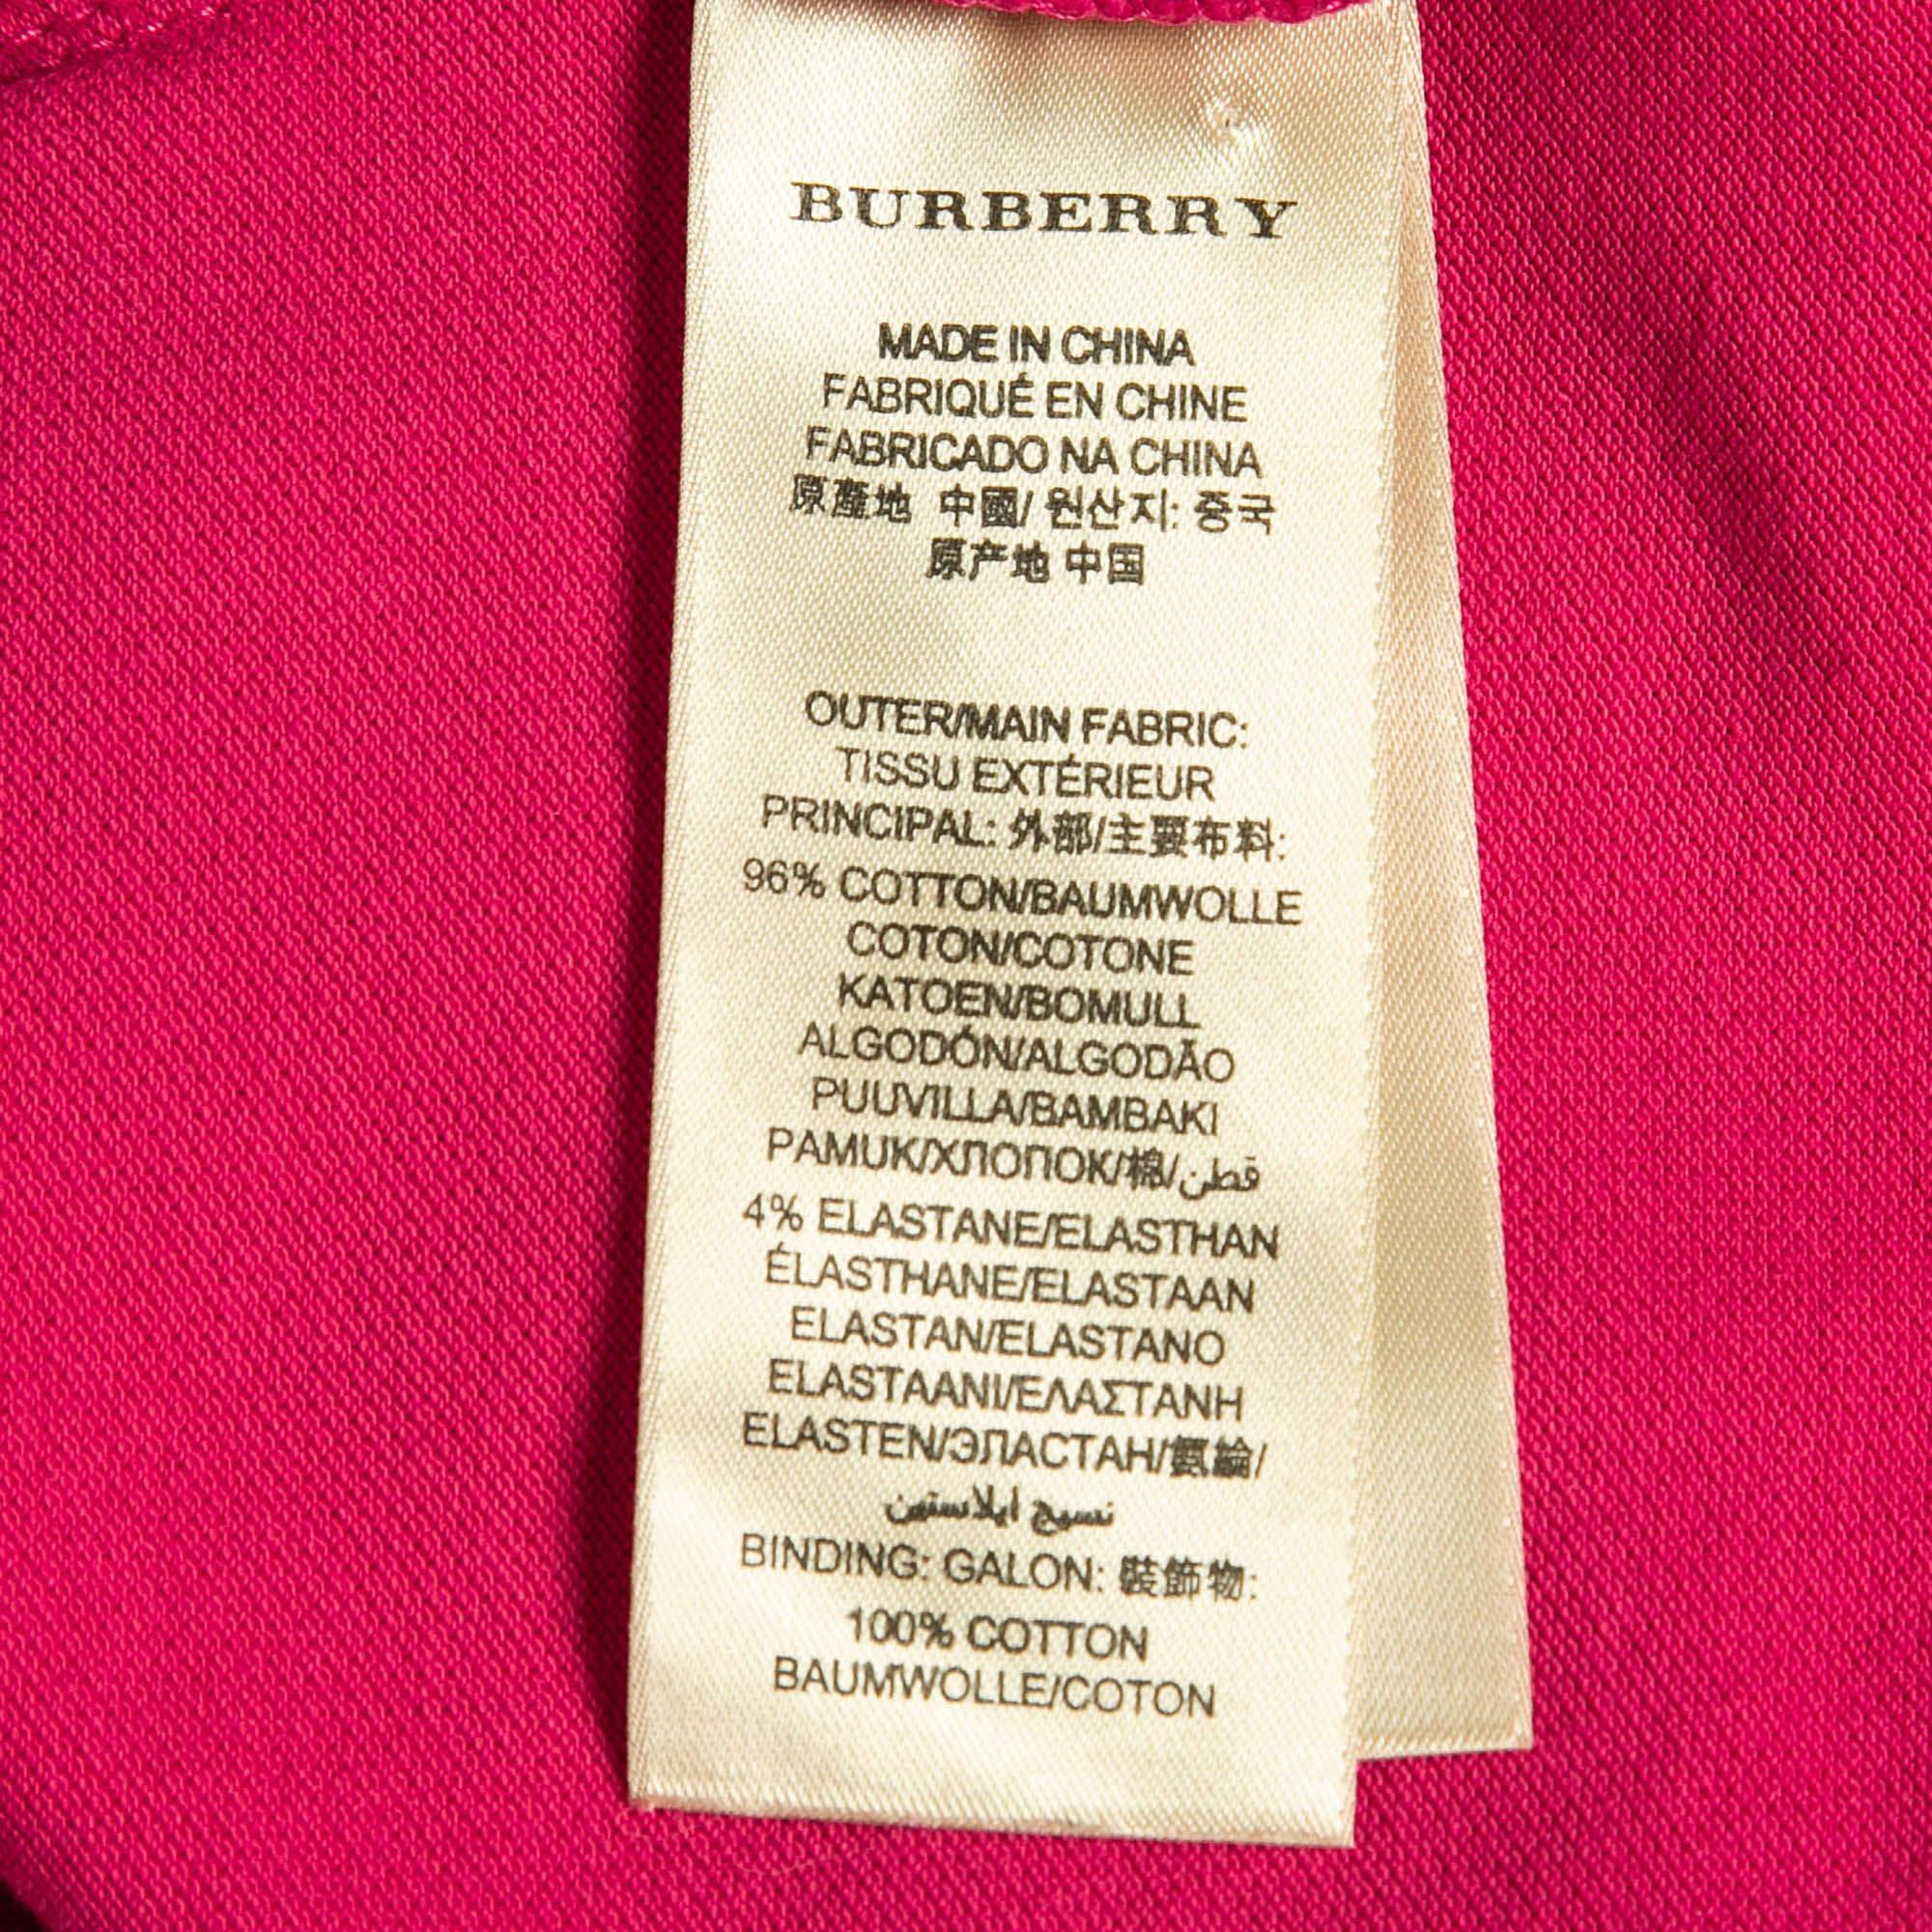 BURBERRY
MADE IN CHINA
FABRIQUÉ EN CHINE
FABRICADO NA CHINA
原產地 中國/ 원산지: 중국
原产地 中国
OUTER/MAIN FABRIC:
TISSU EXTÉRIEUR
PRINCIPAL: 外部/主要布料:
96% COTTON/BAUMWOLLE
COTON/COTONE
KATOEN/BOMULL
ALGODÓN/ALGODÃO
PUUVILLA/BAMBAKI
PAMUK/ХЛОПОК/棉/قطن
4% ELASTANE/ELASTHAN
ÉLASTHANE/ELASTAAN
ELASTAN/ELASTANO
ELASTAANI/ΕΛΑΣΤΑΝΗ
ELASTEN/ЭЛАСТАН/氨綸/
نسيج ايلاستين
BINDING: GALON: 裝飾物:
100% COTTON
BAUMWOLLE/COTON